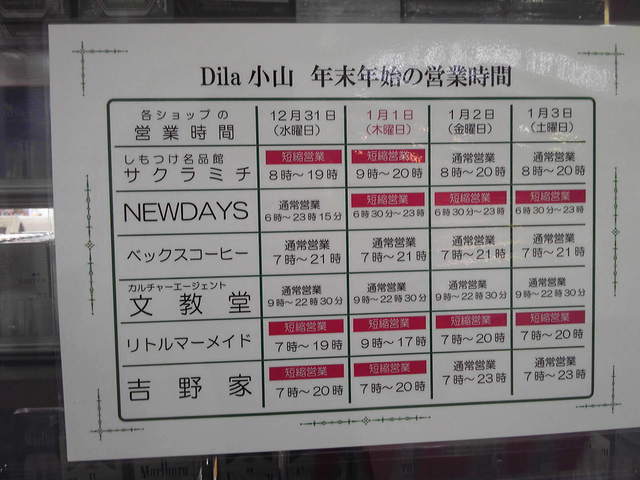 Dila 小山 年末年始の営業時間
各ショップの
営業時間
12月31日
(水曜日)
1月1日
(木曜日)
1月2日
(金曜日)
1月3日
(土曜日)
しもつけ名品館
サクラミチ
短縮営業
8時～19時
短縮営業
9時～20時
通常営業
8時～20時
通常営業
8時～20時
NEWDAYS
通常営業
6時～23時15分
短縮営業
6時30分～23時
短縮営業
6時30分～23時
短縮営業
6時30分～23時
ベックスコーヒー
通常営業
7時～21時
通常営業
7時～21時
通常営業
7時～21時
通常営業
7時～21時
カルチャーエージェント
文教堂
通常営業
9時～22時30分
通常営業
9時～22時30分
通常営業
9時～22時30分
通常営業
9時～22時30分
リトルマーメイド
短縮営業
7時～19時
短縮営業
9時～17時
短縮営業
7時～20時
短縮営業
7時～20時
吉野家
短縮営業
7時～20時
短縮営業
7時～20時
通常営業
7時～23時
通常営業
7時～23時
Marlboro